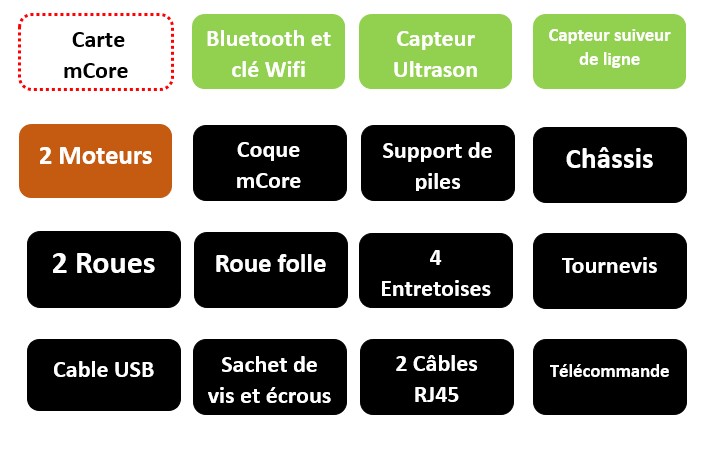 Carte
mCore
Bluetooth et
clé Wifi
Capteur
Ultrason
Capteur suiveur
de ligne
2 Moteurs
Coque
mCore
Support de
piles
Châssis
2 Roues
Roue folle
4
Entretoises
Tournevis
Cable USB
Sachet de
vis et écrous
2 Câbles
RJ45
Télécommande